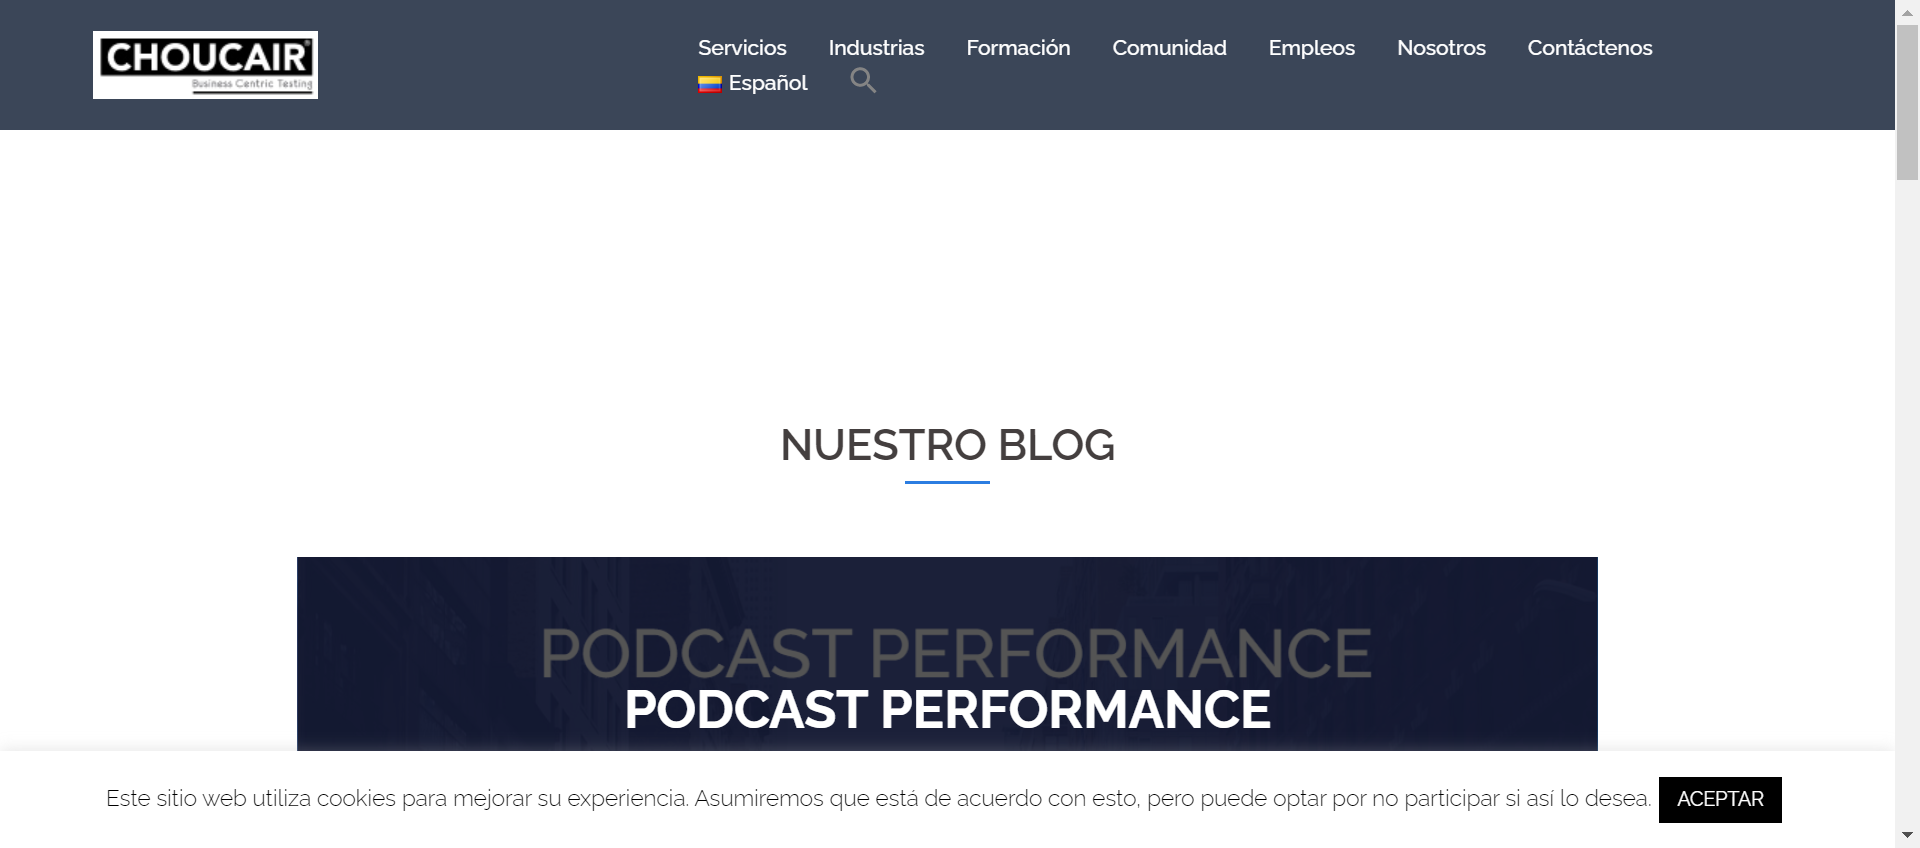 CHOUCAIR®
Business Centric Testing
Servicios Industrias Formación Comunidad Empleos Nosotros Contáctenos
Español
NUESTRO BLOG
PODCAST PERFORMANCE
PODCAST PERFORMANCE
Este sitio web utiliza cookies para mejorar su experiencia. Asumiremos que está de acuerdo con esto, pero puede optar por no participar si así lo desea. ACEPTAR